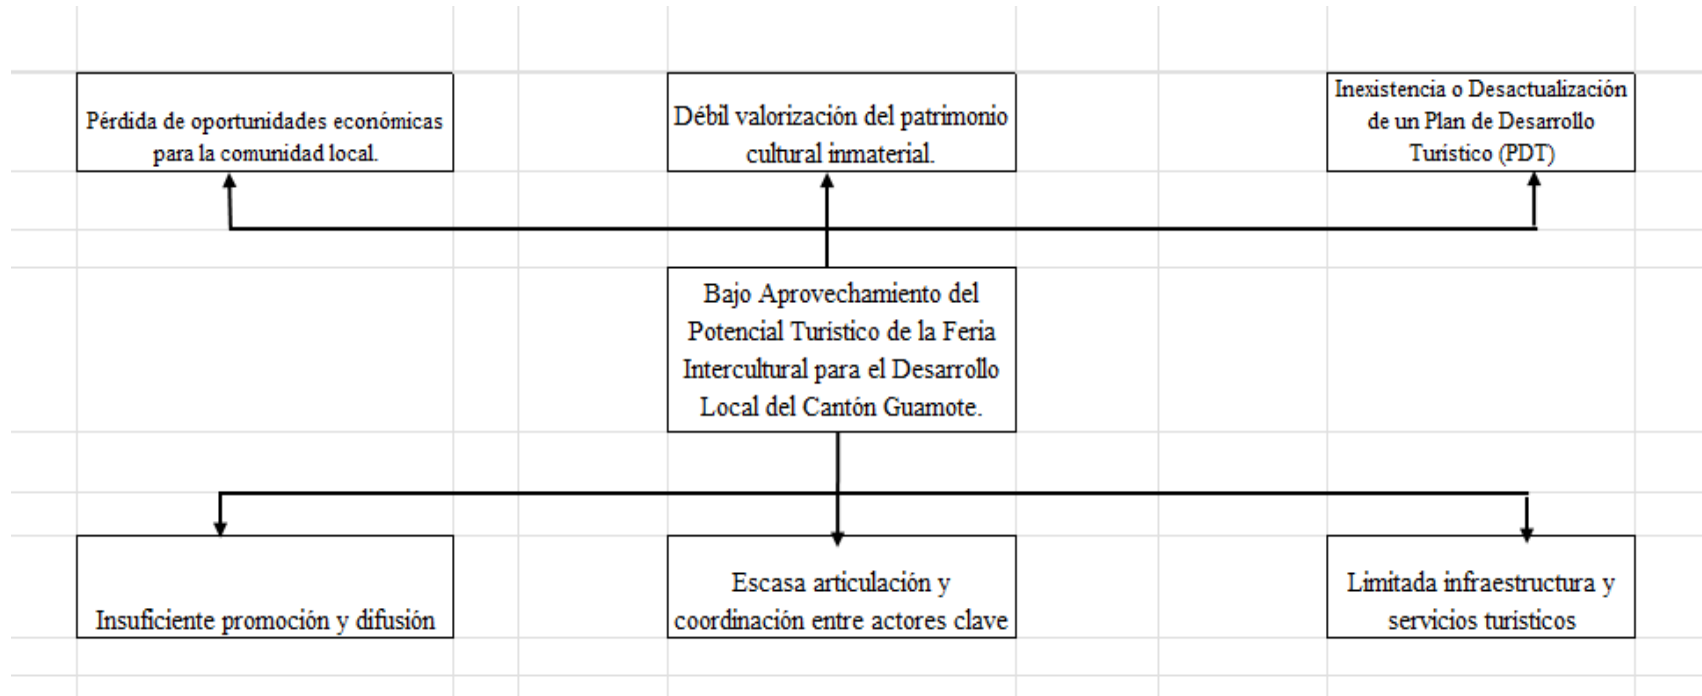 Pérdida de oportunidades económicas
para la comunidad local.
Débil valorización del patrimonio
cultural inmaterial.
Inexistencia o Desactualización
de un Plan de Desarrollo
Turístico (PDT)
Bajo Aprovechamiento del
Potencial Turístico de la Feria
Intercultural para el Desarrollo
Local del Cantón Guamote.
Insuficiente promoción y difusión
Escasa articulación y
coordinación entre actores clave
Limitada infraestructura y
servicios turísticos